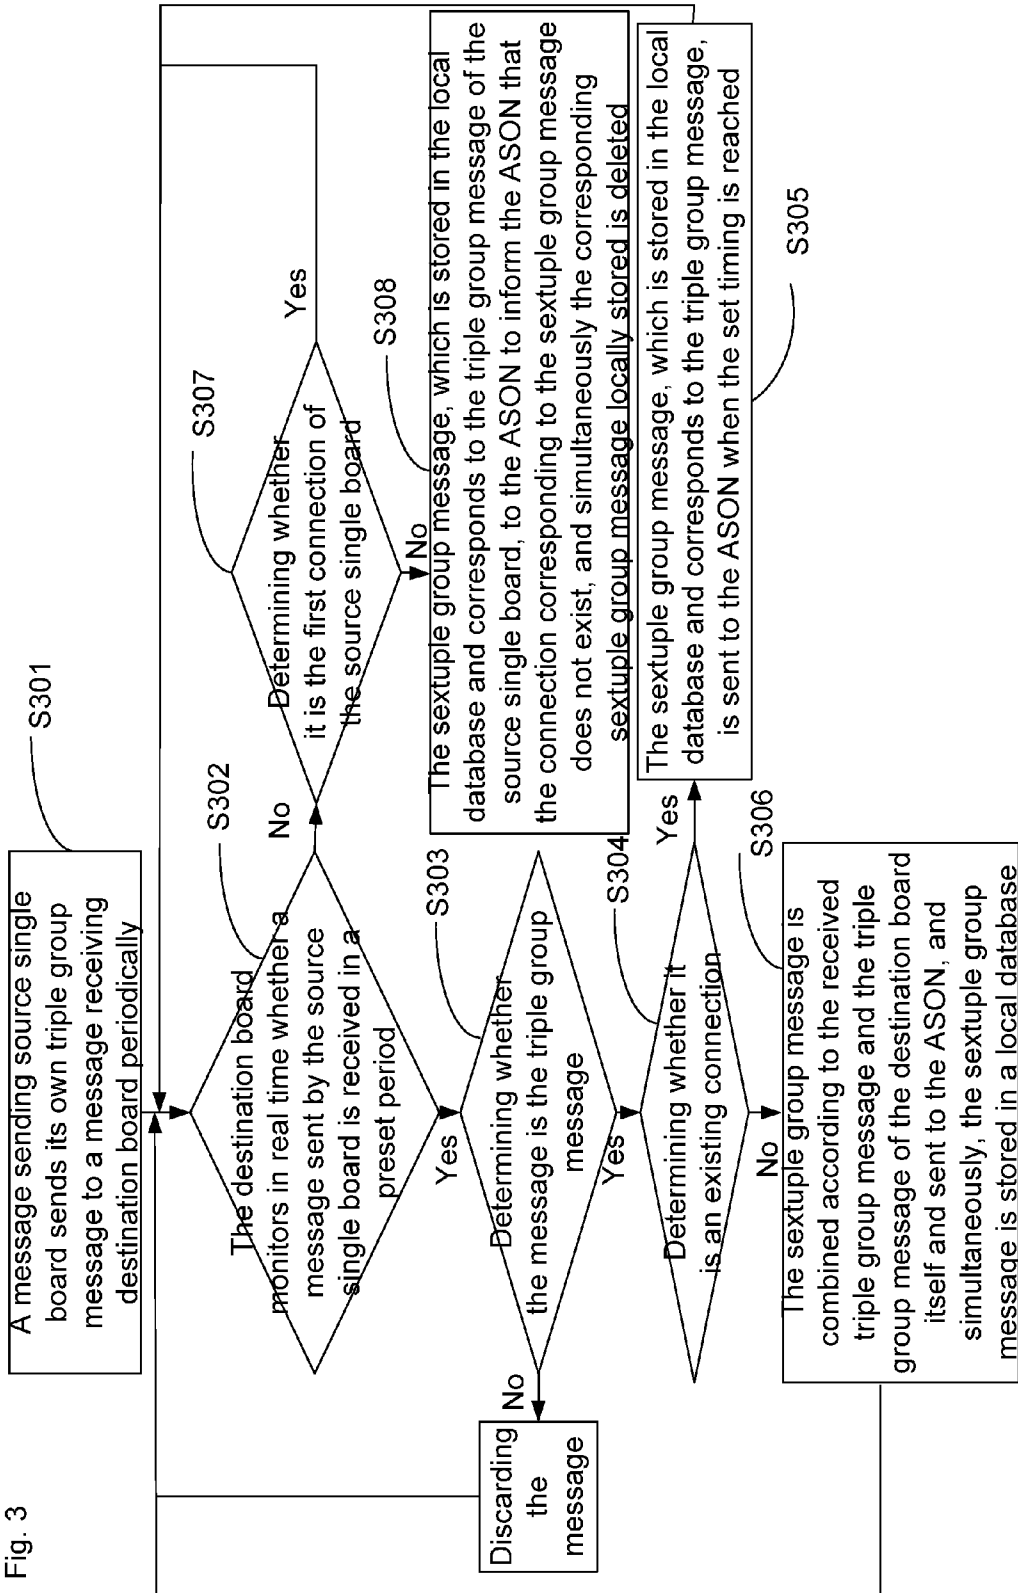 Fig. 3
A message sending source single
board sends its own triple group
message to a message receiving
destination board periodically
S301
The destination board
monitors in real time whether a
message sent by the source
single board is received in a
preset period
S302
No
Yes
Determining whether
it is the first connection of
the source single board
S307
Yes
No
The sextuple group message, which is stored in the local
database and corresponds to the triple group message of the
source single board, to the ASON to inform the ASON that
the connection corresponding to the sextuple group message
does not exist, and simultaneously the corresponding
sextuple group message locally stored is deleted
S308
Determining whether
the message is the triple group
message
S303
No
Yes
Discarding
the
message
Determining whether it
is an existing connection
S304
Yes
No
The sextuple group message, which is stored in the local
database and corresponds to the triple group message,
is sent to the ASON when the set timing is reached
S305
The sextuple group message is
combined according to the received
triple group message and the triple
group message of the destination board
itself and sent to the ASON, and
simultaneously, the sextuple group
message is stored in a local database
S306